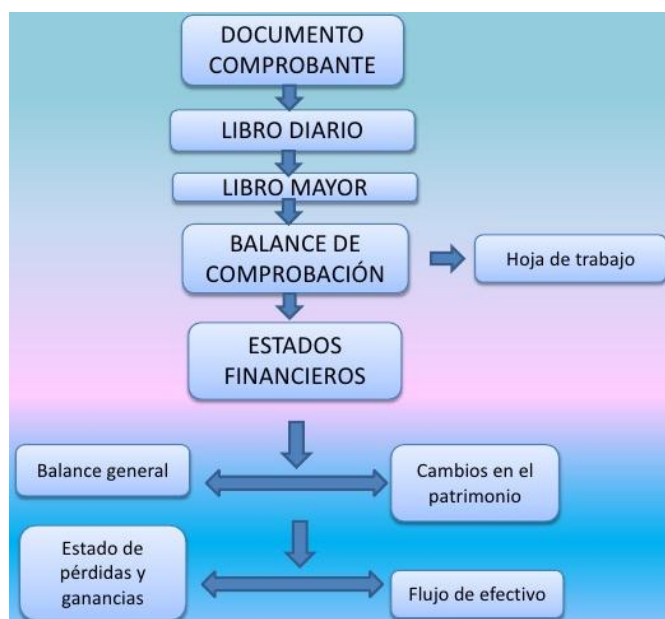 DOCUMENTO
COMPROBANTE
LIBRO DIARIO
LIBRO MAYOR
BALANCE DE
COMPROBACIÓN
Hoja de trabajo
ESTADOS
FINANCIEROS
Balance general
Cambios en el
patrimonio
Estado de
pérdidas y
ganancias
Flujo de efectivo